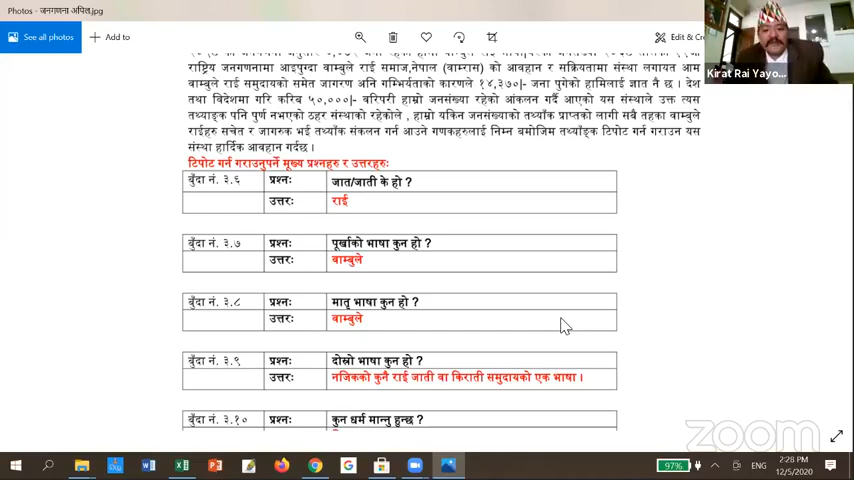 Photos - जनगणना अपिल.jpg
See all photos
Add to
Edit & Cre
Kirat Rai Yayo...
राष्ट्रिय जनगणनामा आइपुग्दा वाम्बुले राई समाज,नेपाल (वाम्रास) को आवहान र सक्रियतामा संस्था लगायत आम
वाम्बुले राई समुदायको समेत जागरण अनि गम्भिर्यताको कारणले १४,३७०|- जना पुगेको हामिलाई ज्ञात नै छ । देश
तथा विदेशमा गरि करिब ५०,०००|- वरिपरी हाम्रो जनसंख्या रहेको आंकलन गर्दै आएको यस संस्थाले उक्त त्यस
तथ्याङ्क पनि पुर्ण नभएको ठहर संस्थाको रहेकोले , हाम्रो यकिन जनसंख्याको तथ्याँक प्राप्तको लागी सबै तहका वाम्बुले
राईहरु सचेत र जागरुक भई तथ्याँक संकलन गर्न आउने गणकहरुलाई निम्न बमोजिम तथ्याङ्क टिपोट गर्न गराउन यस
संस्था हार्दिक आवहान गर्दछ ।
टिपोट गर्न गराउनुपर्ने मूख्य प्रश्नहरु र उत्तरहरुः
बुँदा नं. ३.६ प्रश्नः जात/जाती के हो ?
उत्तरः राई
बुँदा नं. ३.७ प्रश्नः पूर्खाको भाषा कुन हो ?
उत्तरः वाम्बुले
बुँदा नं. ३.८ प्रश्नः मातृ भाषा कुन हो ?
उत्तरः वाम्बुले
बुँदा नं. ३.९ प्रश्नः दोस्रो भाषा कुन हो ?
उत्तरः नजिकको कुनै राई जाती वा किराती समुदायको एक भाषा ।
बुँदा नं. ३.१० प्रश्नः कुन धर्म मान्नु हुन्छ ?
zoom
97%
ENG
2:28 PM
12/5/2020